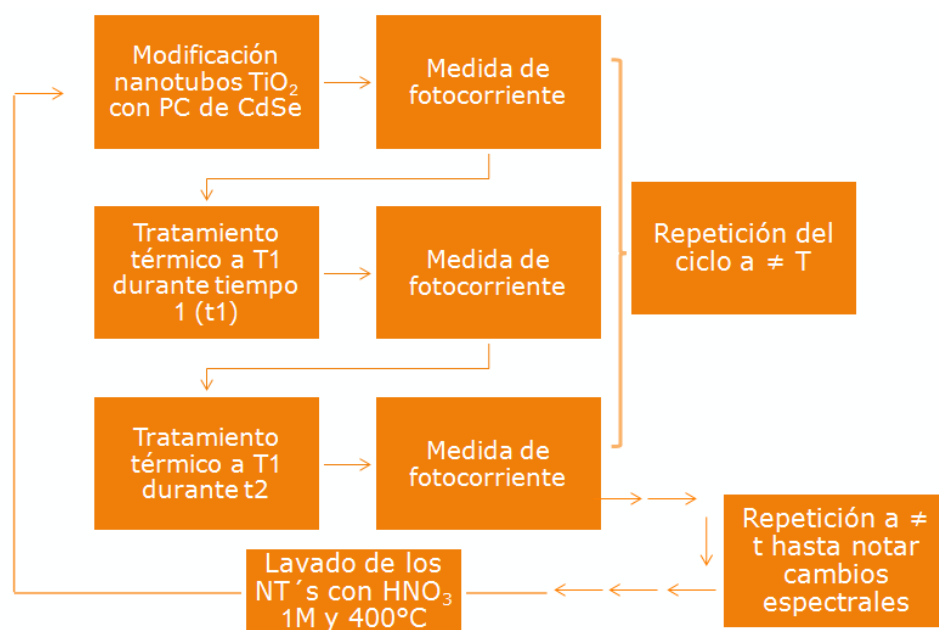 Modificación
nanotubos TiO₂
con PC de CdSe
Medida de
fotocorriente
Tratamiento
térmico a T1
durante tiempo
1 (t1)
Medida de
fotocorriente
Repetición del
ciclo a ≠ T
Tratamiento
térmico a T1
durante t2
Medida de
fotocorriente
Repetición a ≠
t hasta notar
cambios
espectrales
Lavado de los
NT´s con HNO₃
1M y 400°C